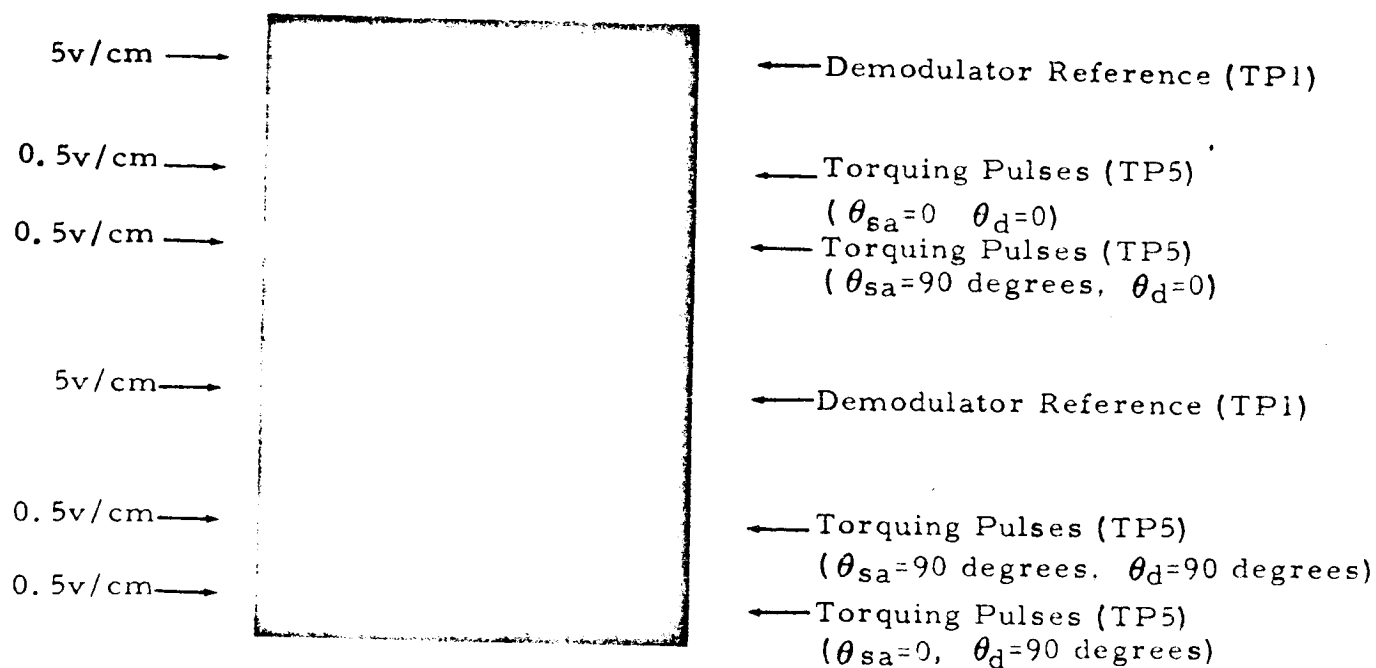 5v/cm
Demodulator Reference (TP1)
0.5v/cm
Torquing Pulses (TP5)
(θsa=0 θd=0)
0.5v/cm
Torquing Pulses (TP5)
(θsa=90 degrees, θd=0)
5v/cm
Demodulator Reference (TP1)
0.5v/cm
Torquing Pulses (TP5)
(θsa=90 degrees. θd=90 degrees)
0.5v/cm
Torquing Pulses (TP5)
(θsa=0, θd=90 degrees)